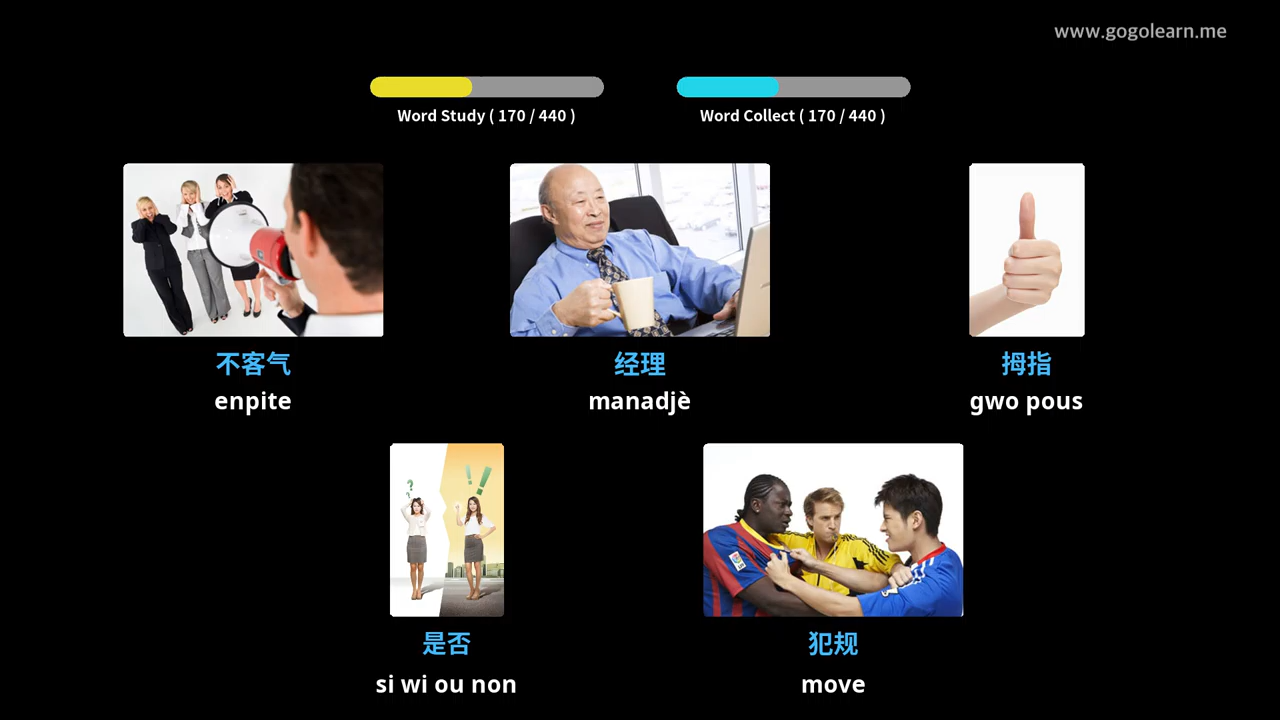 www.gogolearn.me
Word Study ( 170 / 440 )
Word Collect ( 170 / 440 )
不客气
enpite
经理
manadjè
拇指
gwo pous
是否
si wi ou non
犯规
move